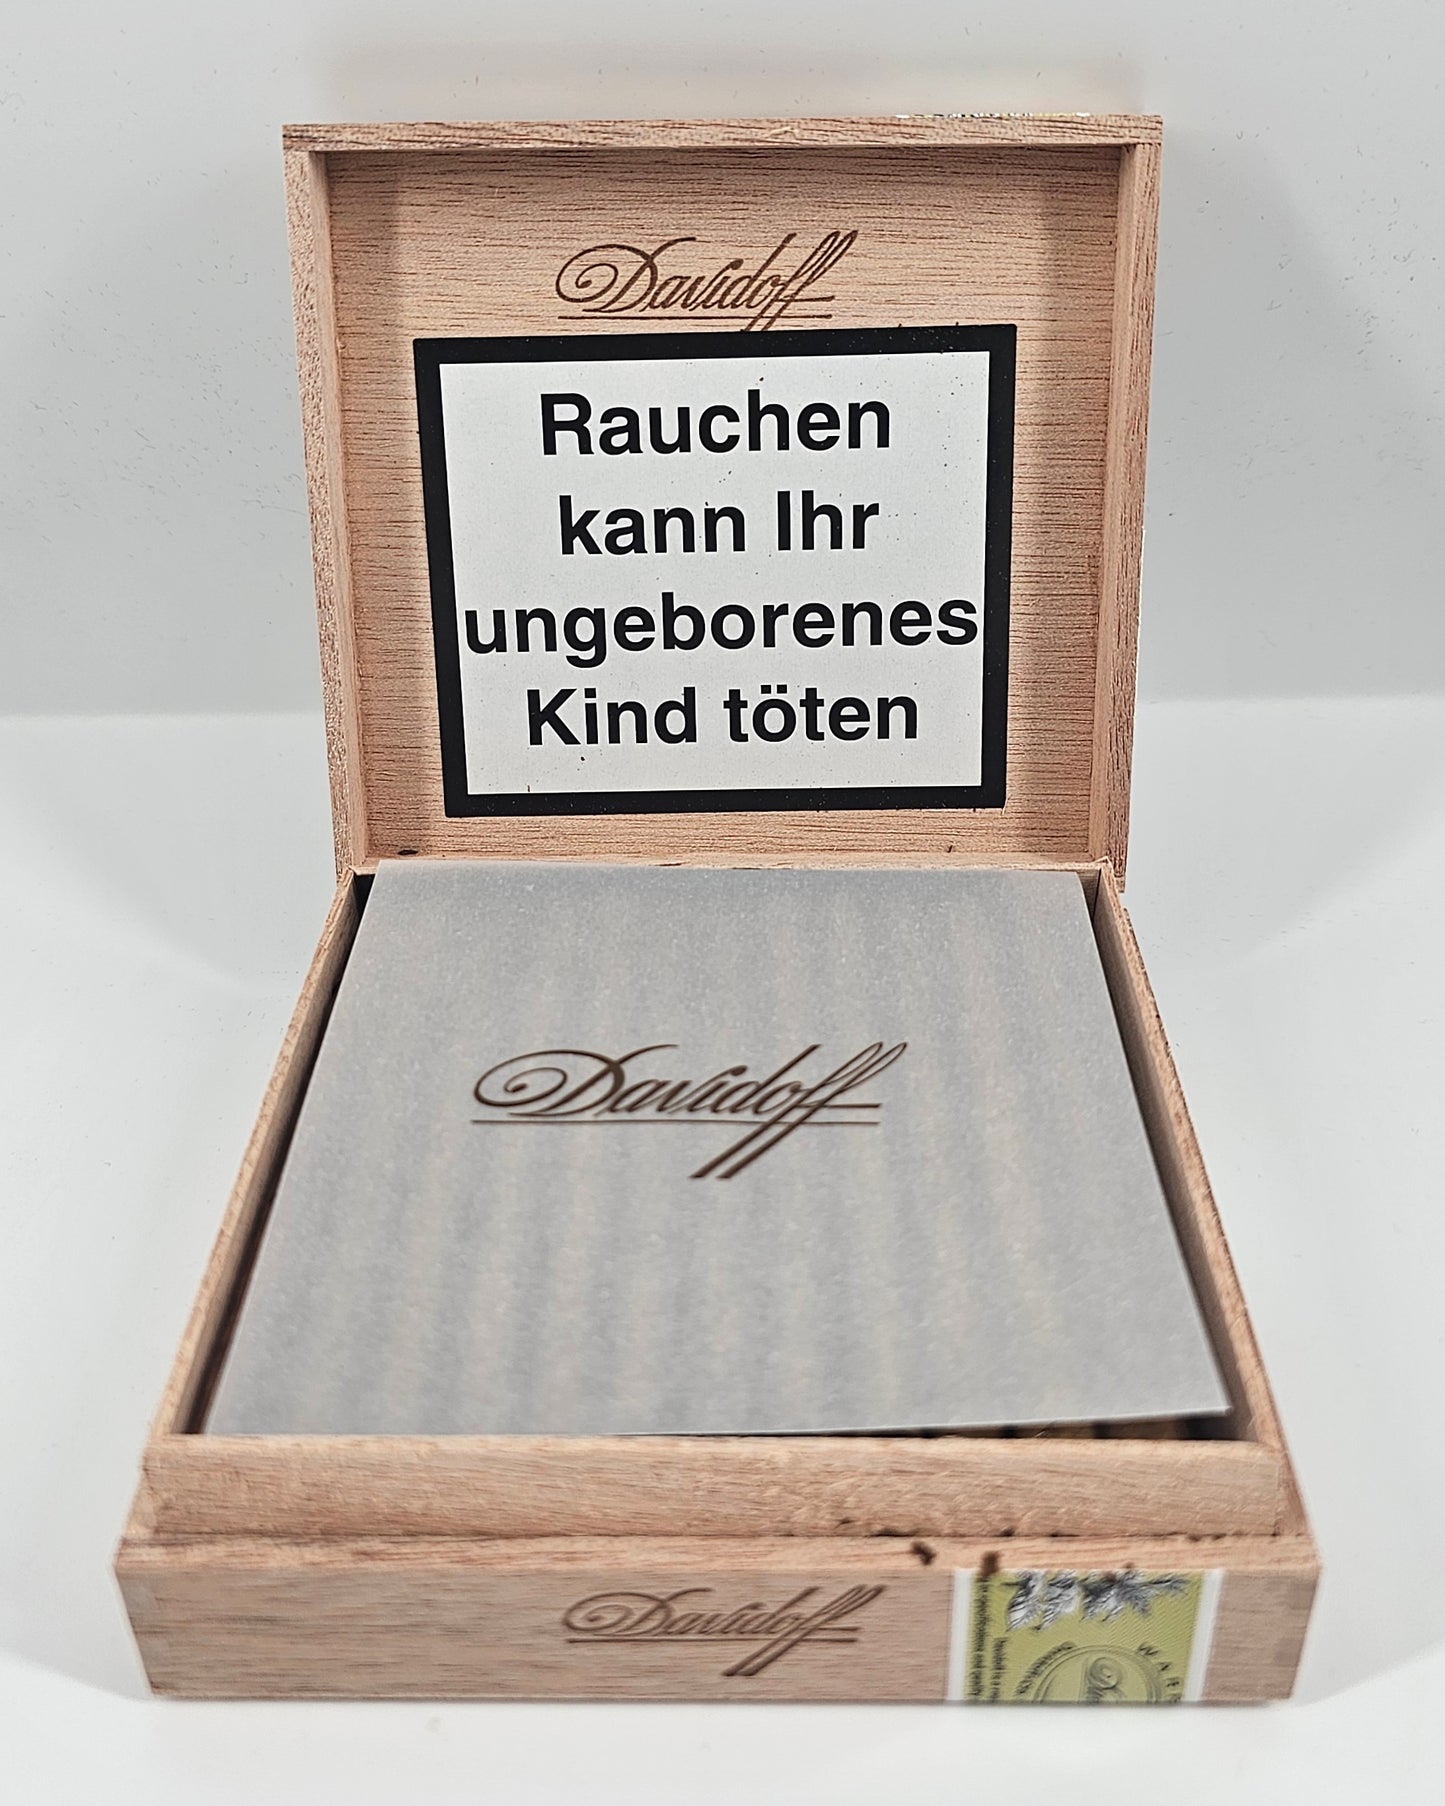 Davidoff
Rauchen
kann Ihr
ungeborenes
Kind töten
Davidoff
Davidoff